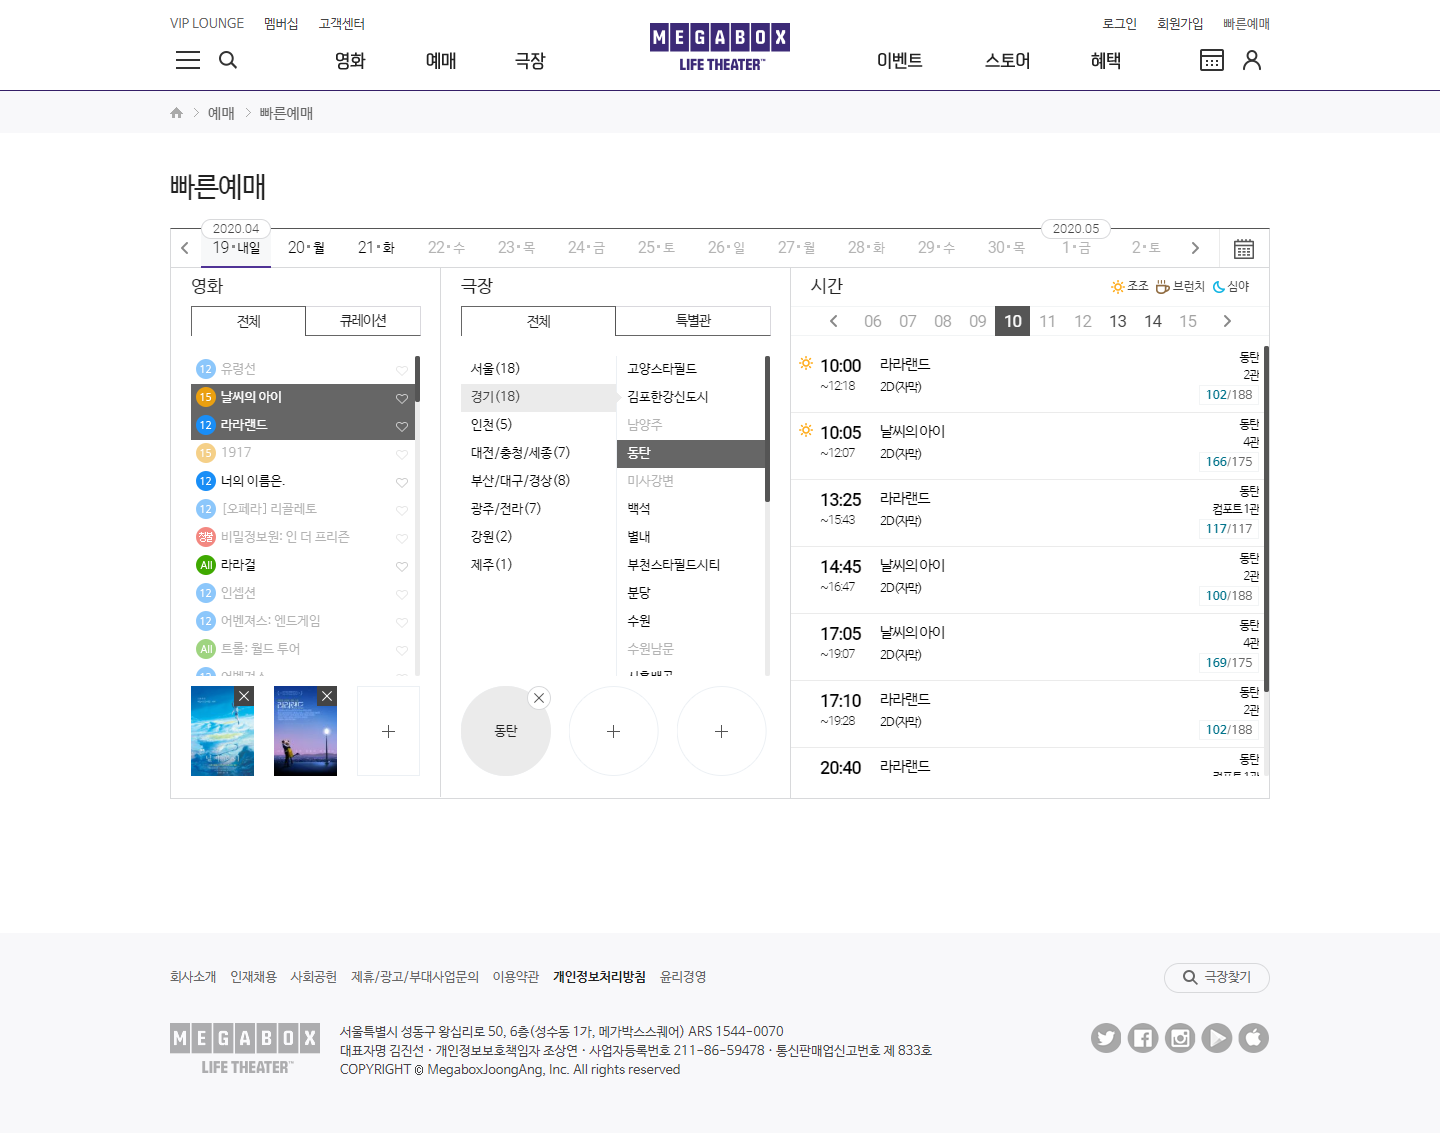 VIP LOUNGE 멤버십 고객센터
로그인 회원가입 빠른예매
영화 예매 극장
MEGABOX
LIFE THEATER™
이벤트 스토어 혜택
예매 > 빠른예매
빠른예매
2020.04
2020.05
19•내일 20•월 21•화 22•수 23•목 24•금 25•토 26•일 27•월 28•화 29•수 30•목 1•금 2•토
영화
전체 큐레이션
12 유령선
15 날씨의 아이
12 라라랜드
15 1917
12 너의 이름은.
12 [오페라] 리골레토
청불 비밀정보원: 인 더 프리즌
All 라라걸
12 인셉션
12 어벤져스: 엔드게임
All 트롤: 월드 투어
12 어벤져스
라라랜드
극장
전체 특별관
서울(18)
경기(18)
인천(5)
대전/충청/세종(7)
부산/대구/경상(8)
광주/전라(7)
강원(2)
제주(1)
고양스타필드
김포한강신도시
남양주
동탄
미사강변
백석
별내
부천스타필드시티
분당
수원
수원남문
시흥배곧
동탄
시간
조조 브런치 심야
06 07 08 09 10 11 12 13 14 15
10:00 라라랜드 동탄
~12:18 2D(자막) 2관
102/188
10:05 날씨의 아이 동탄
~12:07 2D(자막) 4관
166/175
13:25 라라랜드 동탄
~15:43 2D(자막) 컴포트 1관
117/117
14:45 날씨의 아이 동탄
~16:47 2D(자막) 2관
100/188
17:05 날씨의 아이 동탄
~19:07 2D(자막) 4관
169/175
17:10 라라랜드 동탄
~19:28 2D(자막) 2관
102/188
20:40 라라랜드 동탄
컴포트 1관
회사소개 인재채용 사회공헌 제휴/광고/부대사업문의 이용약관 개인정보처리방침 윤리경영
극장찾기
MEGABOX
LIFE THEATER™
서울특별시 성동구 왕십리로 50, 6층(성수동 1가, 메가박스스퀘어) ARS 1544-0070
대표자명 김진선 · 개인정보보호책임자 조상연 · 사업자등록번호 211-86-59478 · 통신판매업신고번호 제 833호
COPYRIGHT © MegaboxJoongAng, Inc. All rights reserved